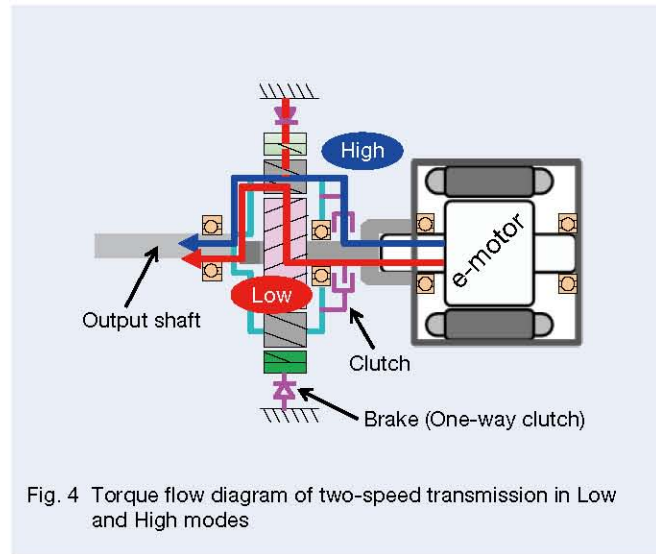 High
e-motor
Low
Output shaft
Clutch
Brake (One-way clutch)
Fig. 4 Torque flow diagram of two-speed transmission in Low
and High modes